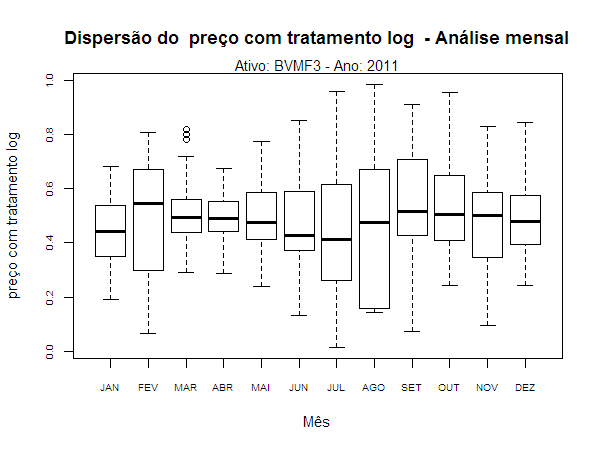 Dispersão do  preço com tratamento log  - Análise mensal
Ativo: BVMF3 - Ano: 2011
preço com tratamento log
1.0
0.8
0.6
0.4
0.2
0.0
JAN FEV MAR ABR MAI JUN JUL AGO SET OUT NOV DEZ
Mês